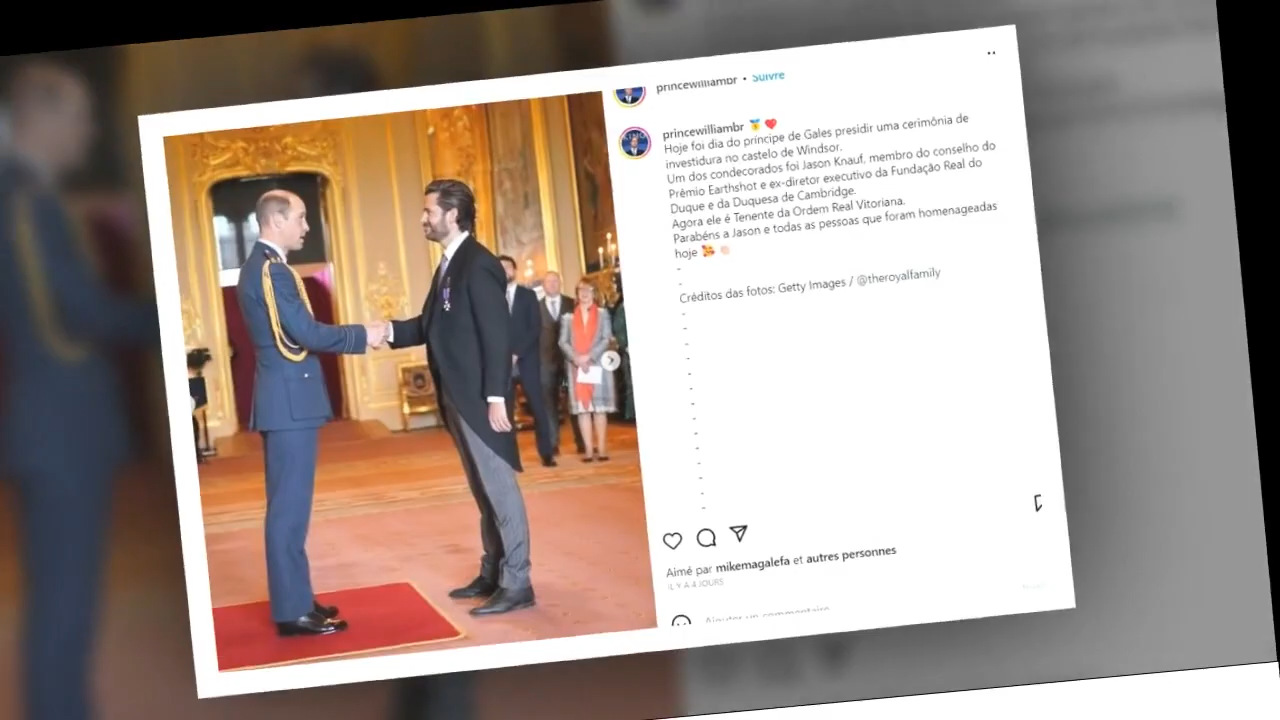 princewilliambr • Suivre
princewilliambr 🏅❤️
Hoje foi dia do príncipe de Gales presidir uma cerimônia de
investidura no castelo de Windsor.
Um dos condecorados foi Jason Knauf, membro do conselho do
Prêmio Earthshot e ex-diretor executivo da Fundação Real do
Duque e da Duquesa de Cambridge.
Agora ele é Tenente da Ordem Real Vitoriana.
Parabéns a Jason e todas as pessoas que foram homenageadas
hoje 🥰 👏🏻
-
-
Créditos das fotos: Getty Images / @theroyalfamily
-
-
-
-
-
-
-
-
-
-
-
-
-
-
Aimé par mikemagalefa et autres personnes
IL Y A 4 JOURS
Ajouter un commentaire